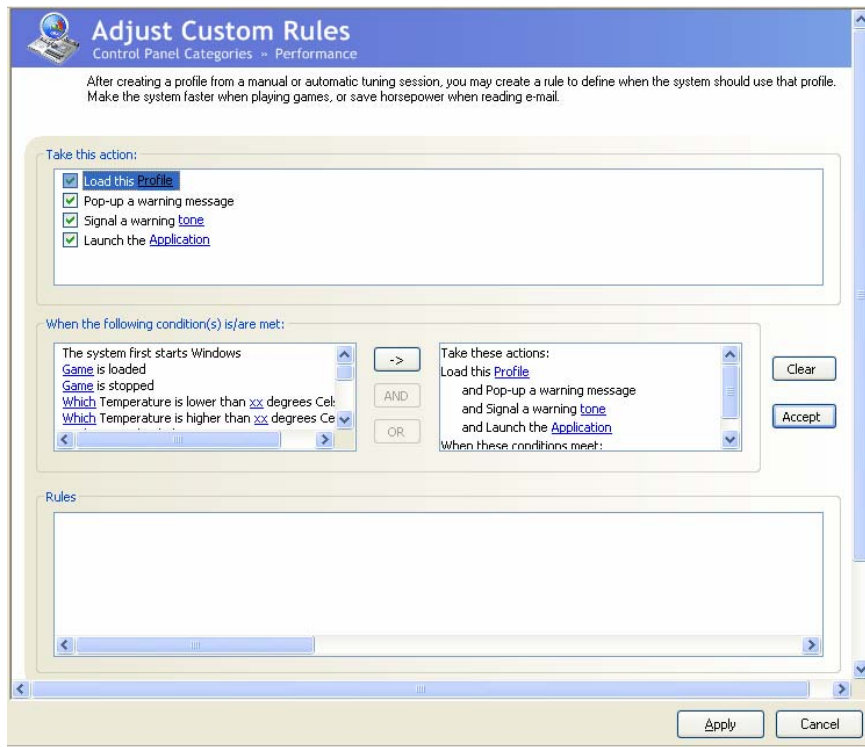 Adjust Custom Rules
Control Panel Categories » Performance
After creating a profile from a manual or automatic tuning session, you may create a rule to define when the system should use that profile.
Make the system faster when playing games, or save horsepower when reading e-mail.
Take this action:
Load this Profile
Pop-up a warning message
Signal a warning tone
Launch the Application
When the following condition(s) is/are met:
The system first starts Windows
Game is loaded
Game is stopped
Which Temperature is lower than xx degrees Cels
Which Temperature is higher than xx degrees Ce
->
AND
OR
Take these actions:
Load this Profile
and Pop-up a warning message
and Signal a warning tone
and Launch the Application
When these conditions meet:
Clear
Accept
Rules
Apply
Cancel